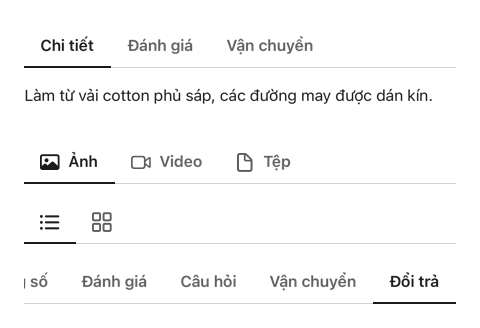 Chi tiết Đánh giá Vận chuyển
Làm từ vải cotton phủ sáp, các đường may được dán kín.
Ảnh Video Tệp
số Đánh giá Câu hỏi Vận chuyển Đổi trả